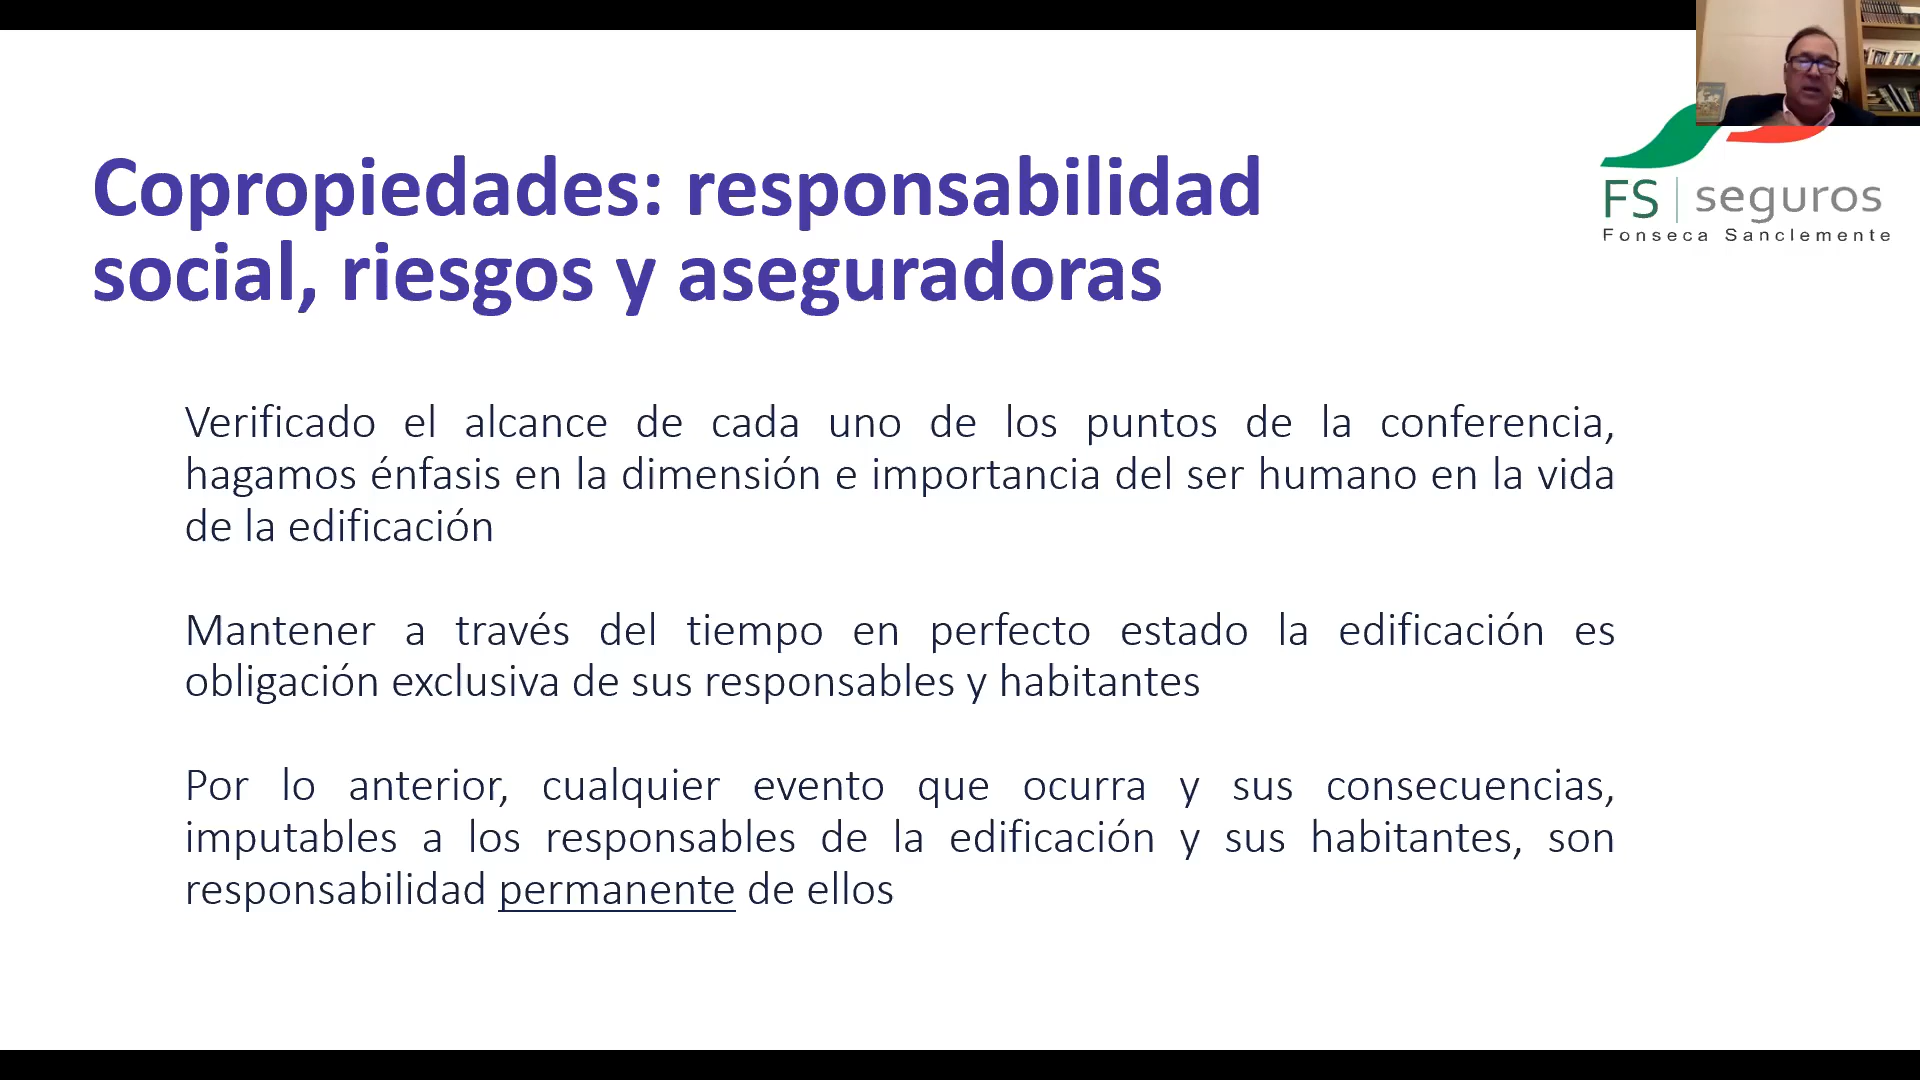 Copropiedades: responsabilidad
social, riesgos y aseguradoras
FS | seguros
Fonseca Sanclemente
Verificado el alcance de cada uno de los puntos de la conferencia,
hagamos énfasis en la dimensión e importancia del ser humano en la vida
de la edificación
Mantener a través del tiempo en perfecto estado la edificación es
obligación exclusiva de sus responsables y habitantes
Por lo anterior, cualquier evento que ocurra y sus consecuencias,
imputables a los responsables de la edificación y sus habitantes, son
responsabilidad permanente de ellos